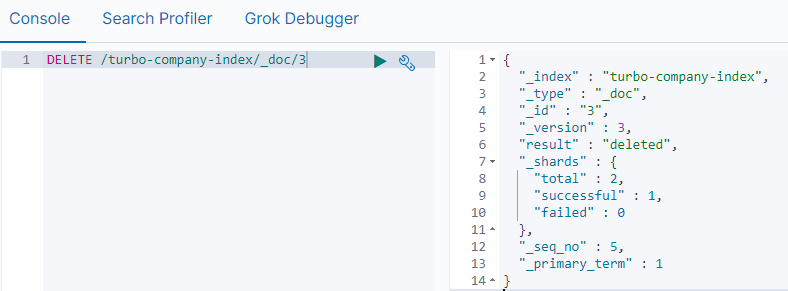 Console Search Profiler Grok Debugger
1 DELETE /turbo-company-index/_doc/3
1 {
2 "_index" : "turbo-company-index",
3 "_type" : "_doc",
4 "_id" : "3",
5 "_version" : 3,
6 "result" : "deleted",
7 "_shards" : {
8 "total" : 2,
9 "successful" : 1,
10 "failed" : 0
11 },
12 "_seq_no" : 5,
13 "_primary_term" : 1
14 }